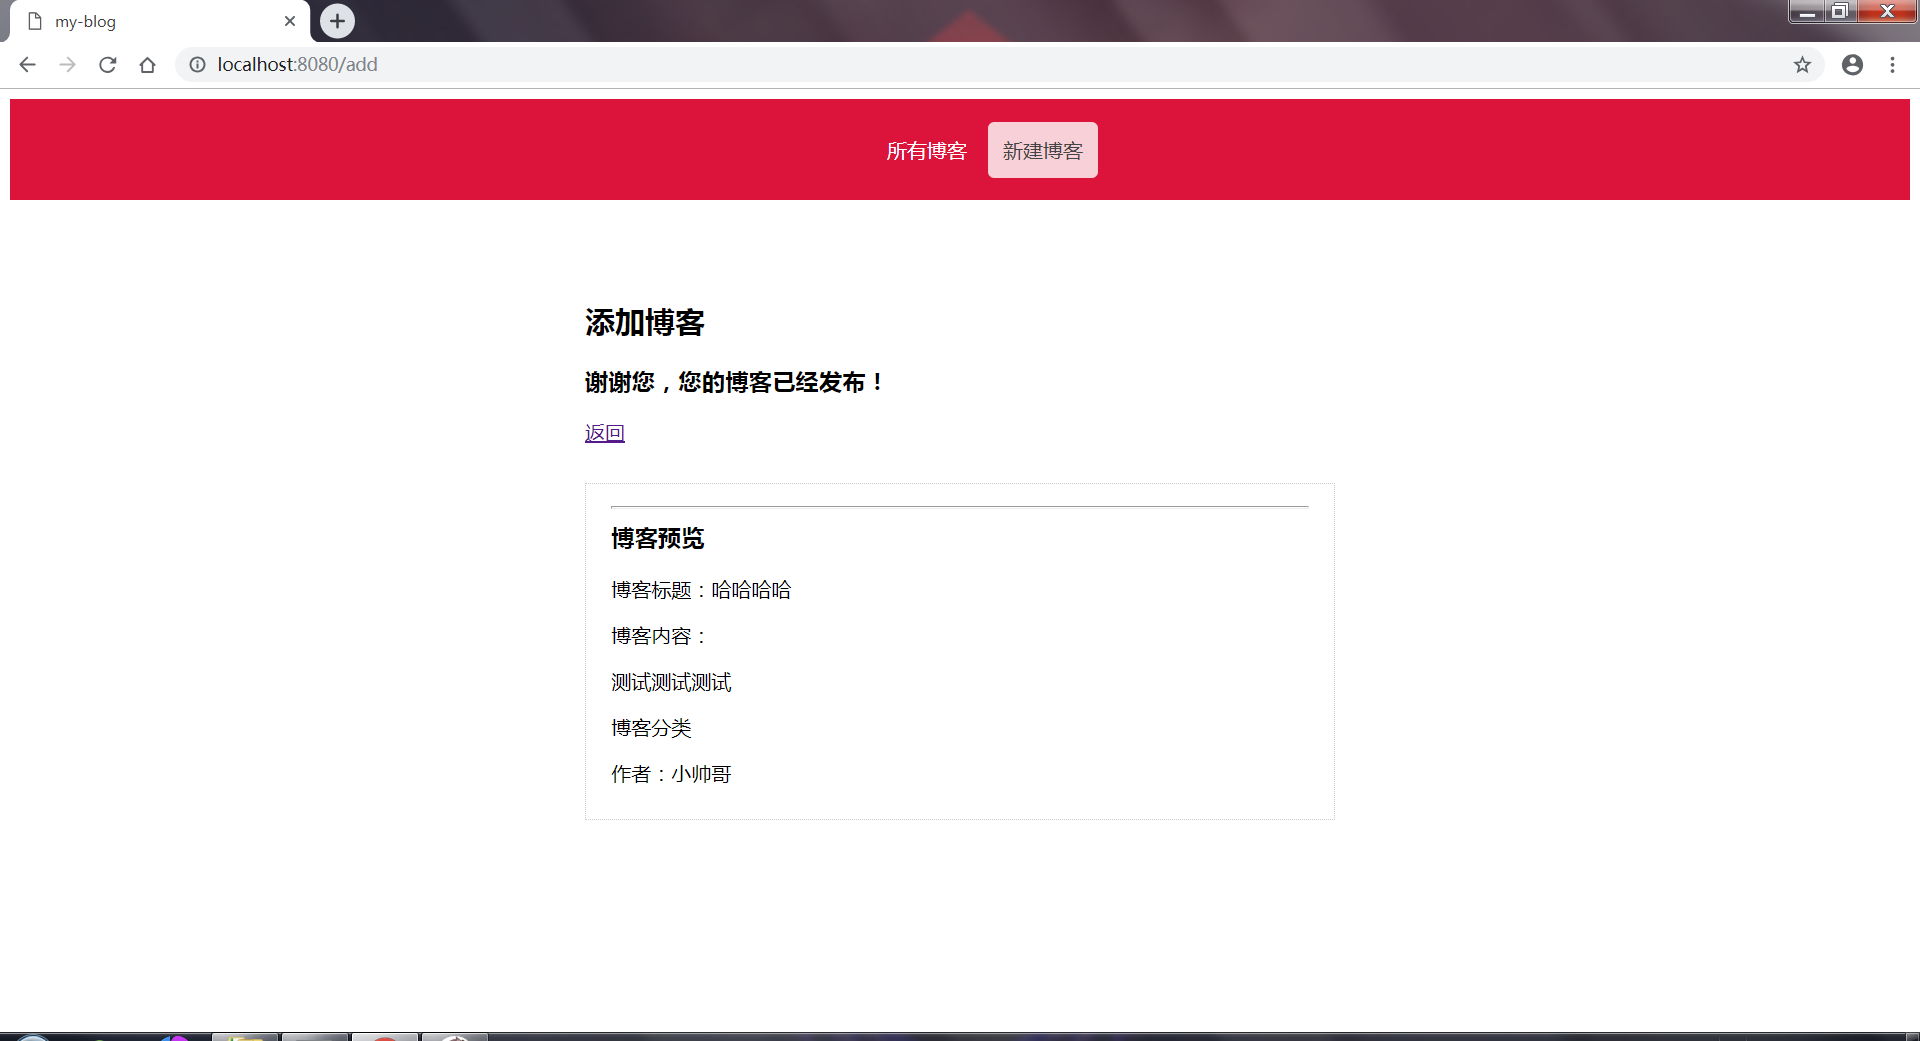 my-blog
localhost:8080/add
所有博客 新建博客
添加博客
谢谢您，您的博客已经发布！
返回
博客预览
博客标题：哈哈哈哈
博客内容：
测试测试测试
博客分类
作者：小帅哥